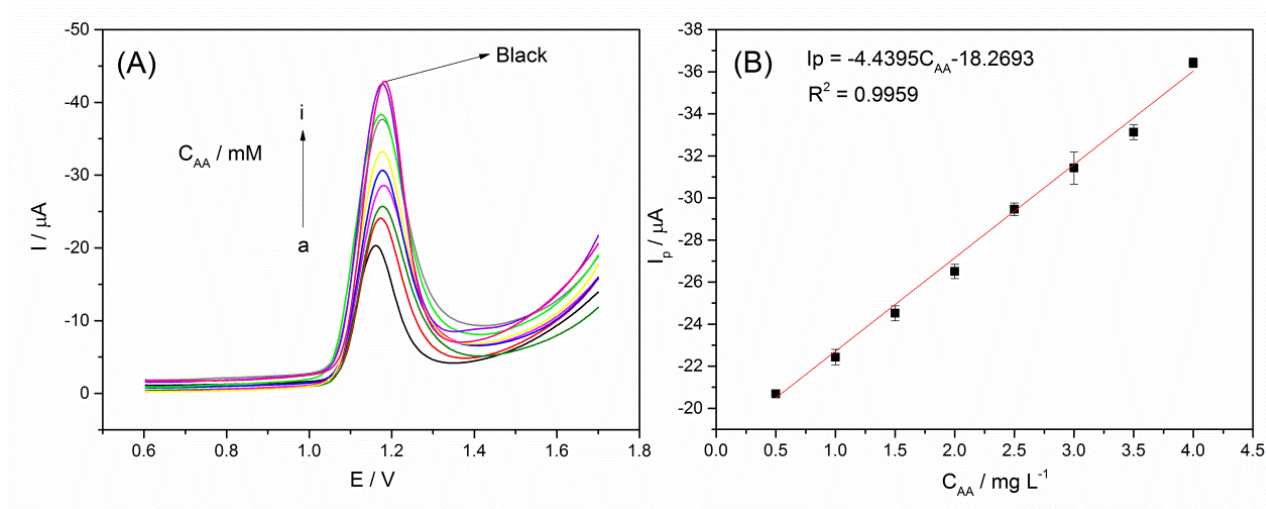 (A)
Black
i
C_AA / mM
a
-50
-40
-30
-20
-10
0
I / μA
0.6 0.8 1.0 1.2 1.4 1.6 1.8
E / V
(B)
Ip = -4.4395C_AA-18.2693
R² = 0.9959
-38
-36
-34
-32
-30
-28
-26
-24
-22
-20
I_p / μA
0.0 0.5 1.0 1.5 2.0 2.5 3.0 3.5 4.0 4.5
C_AA / mg L⁻¹